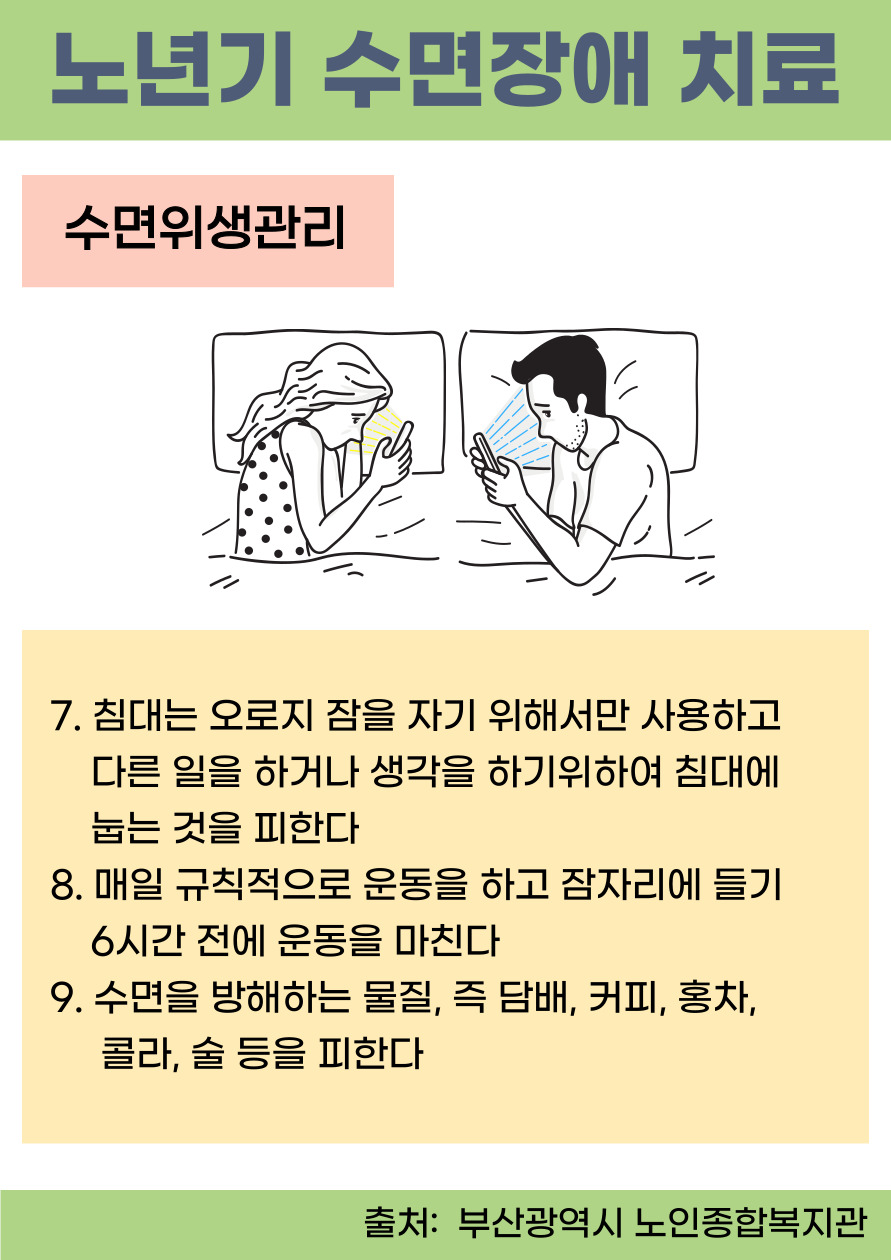 노년기 수면장애 치료
수면위생관리
7. 침대는 오로지 잠을 자기 위해서만 사용하고
다른 일을 하거나 생각을 하기위하여 침대에
눕는 것을 피한다
8. 매일 규칙적으로 운동을 하고 잠자리에 들기
6시간 전에 운동을 마친다
9. 수면을 방해하는 물질, 즉 담배, 커피, 홍차,
콜라, 술 등을 피한다
출처: 부산광역시 노인종합복지관